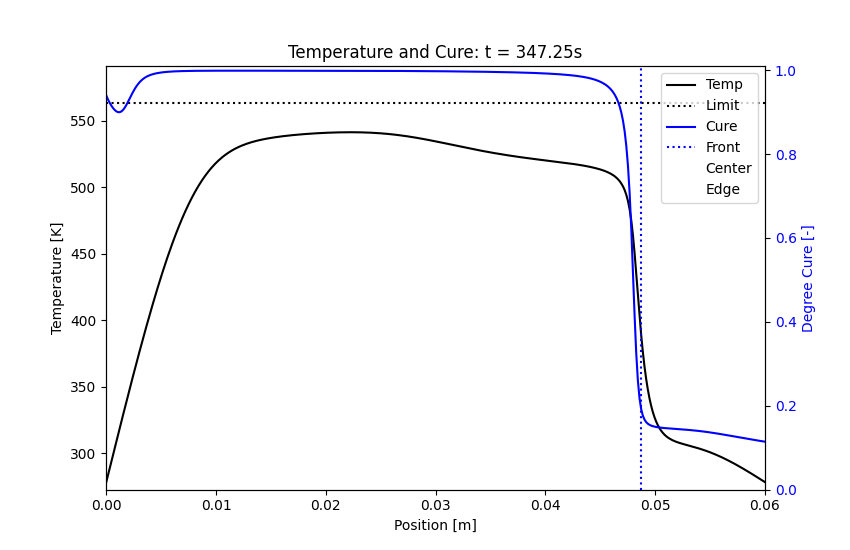 Temperature and Cure: t = 347.25s
Temp
Limit
Cure
Front
Center
Edge
550
500
450
400
350
300
Temperature [K]
1.0
0.8
0.6
0.4
0.2
0.0
Degree Cure [-]
0.00 0.01 0.02 0.03 0.04 0.05 0.06
Position [m]